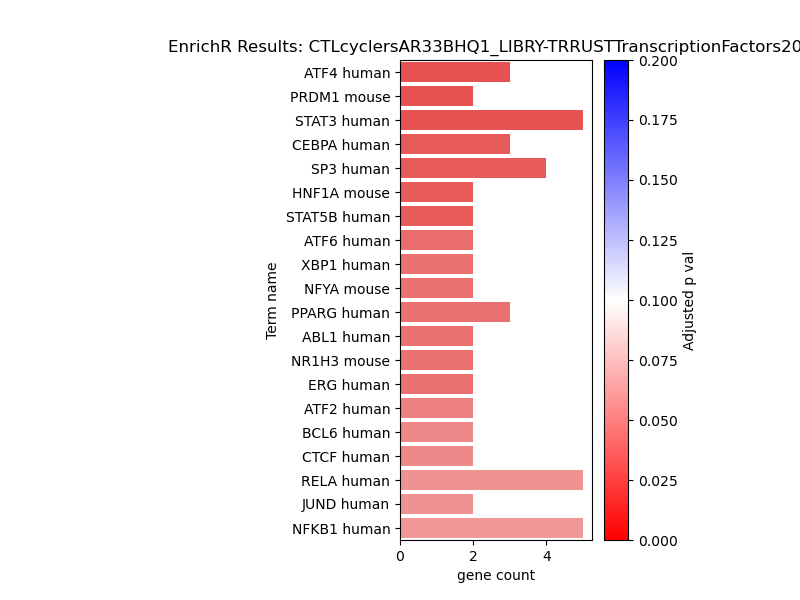 EnrichR Results: CTLcyclersAR33BHQ1_LIBRY-TRRUSTTranscriptionFactors20
ATF4 human
PRDM1 mouse
STAT3 human
CEBPA human
SP3 human
HNF1A mouse
STAT5B human
ATF6 human
XBP1 human
NFYA mouse
PPARG human
ABL1 human
NR1H3 mouse
ERG human
ATF2 human
BCL6 human
CTCF human
RELA human
JUND human
NFKB1 human
Term name
0 2 4
gene count
0.200
0.175
0.150
0.125
0.100
0.075
0.050
0.025
0.000
Adjusted p val